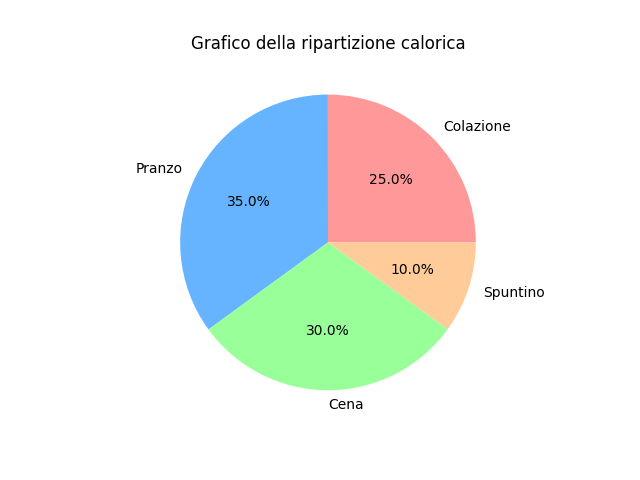 Grafico della ripartizione calorica
Colazione
25.0%
Pranzo
35.0%
10.0%
Spuntino
30.0%
Cena